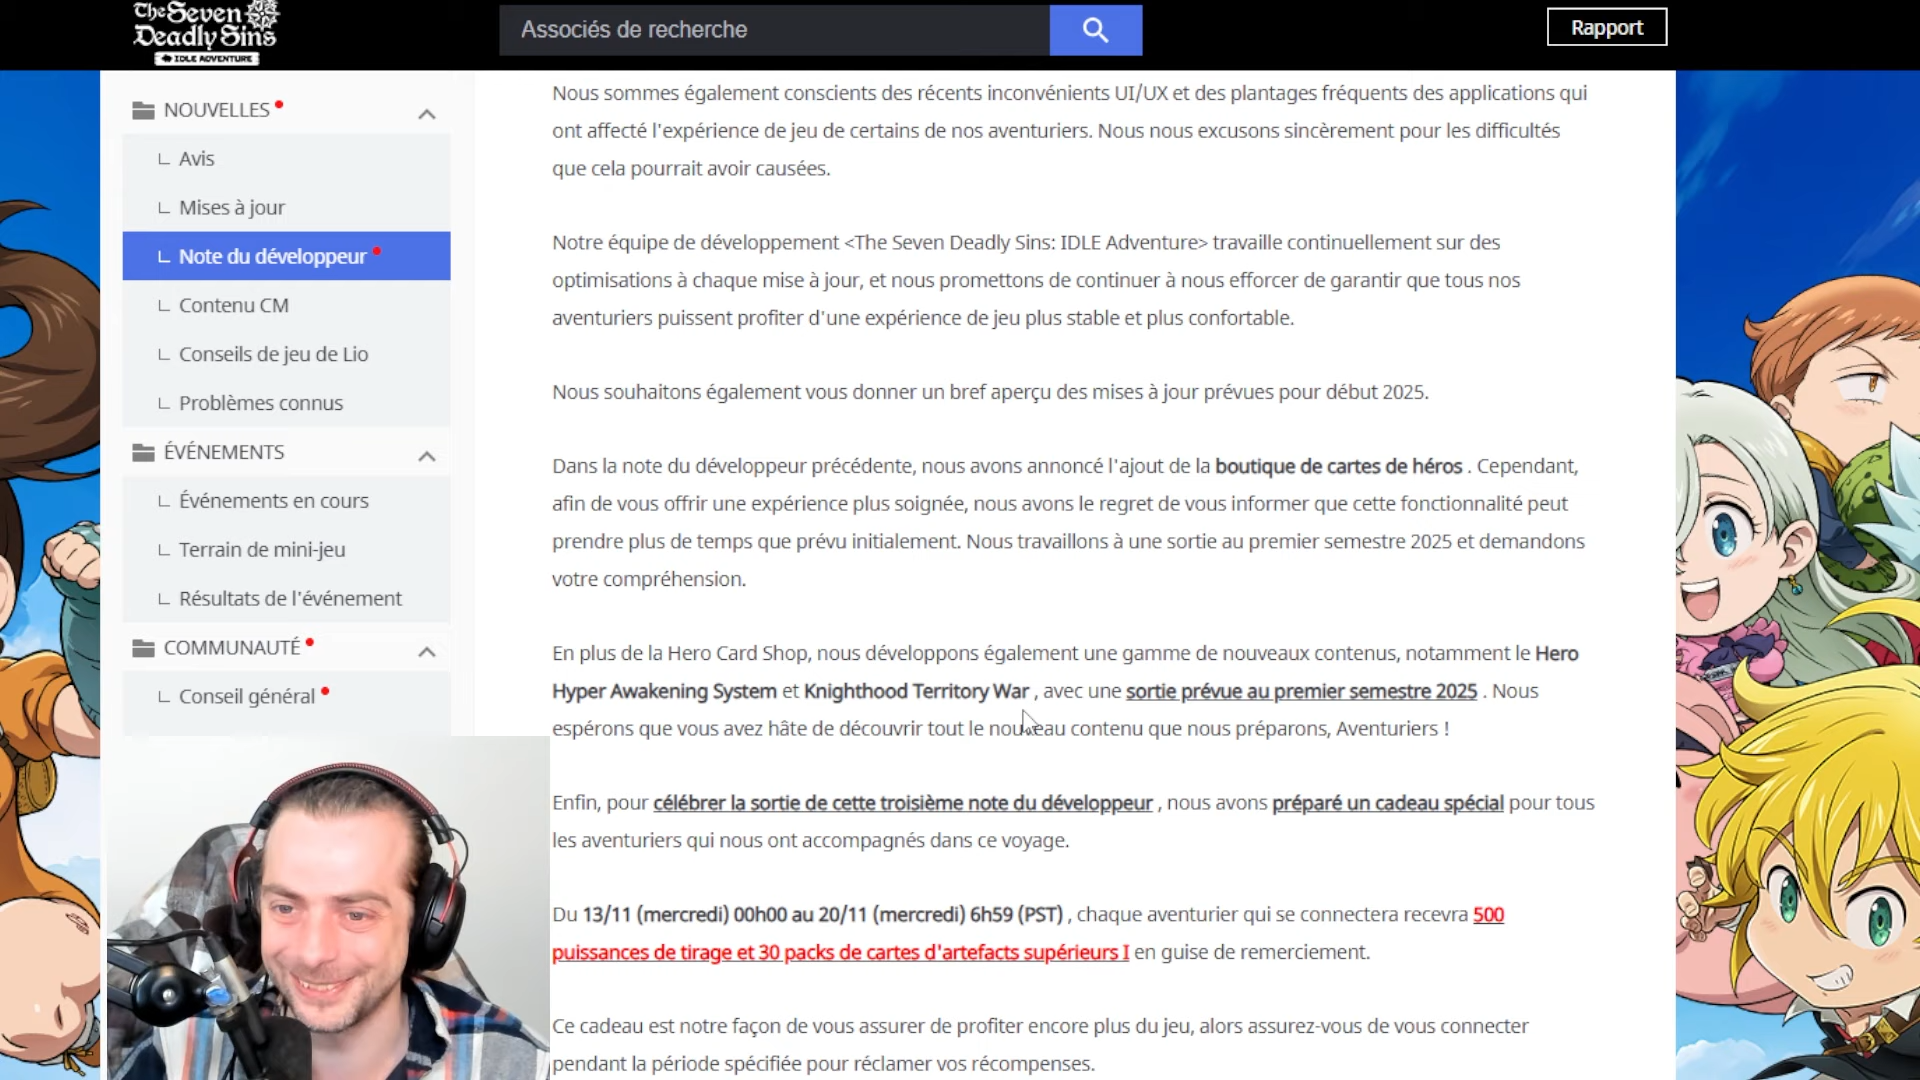 The Seven
Deadly Sins
IDLE ADVENTURE
Associés de recherche
Rapport
NOUVELLES
Avis
Mises à jour
Note du développeur
Contenu CM
Conseils de jeu de Lio
Problèmes connus
ÉVÉNEMENTS
Événements en cours
Terrain de mini-jeu
Résultats de l'événement
COMMUNAUTÉ
Conseil général
Nous sommes également conscients des récents inconvénients UI/UX et des plantages fréquents des applications qui
ont affecté l'expérience de jeu de certains de nos aventuriers. Nous nous excusons sincèrement pour les difficultés
que cela pourrait avoir causées.
Notre équipe de développement <The Seven Deadly Sins: IDLE Adventure> travaille continuellement sur des
optimisations à chaque mise à jour, et nous promettons de continuer à nous efforcer de garantir que tous nos
aventuriers puissent profiter d'une expérience de jeu plus stable et plus confortable.
Nous souhaitons également vous donner un bref aperçu des mises à jour prévues pour début 2025.
Dans la note du développeur précédente, nous avons annoncé l'ajout de la boutique de cartes de héros . Cependant,
afin de vous offrir une expérience plus soignée, nous avons le regret de vous informer que cette fonctionnalité peut
prendre plus de temps que prévu initialement. Nous travaillons à une sortie au premier semestre 2025 et demandons
votre compréhension.
En plus de la Hero Card Shop, nous développons également une gamme de nouveaux contenus, notamment le Hero
Hyper Awakening System et Knighthood Territory War , avec une sortie prévue au premier semestre 2025 . Nous
espérons que vous avez hâte de découvrir tout le nouveau contenu que nous préparons, Aventuriers !
Enfin, pour célébrer la sortie de cette troisième note du développeur , nous avons préparé un cadeau spécial pour tous
les aventuriers qui nous ont accompagnés dans ce voyage.
Du 13/11 (mercredi) 00h00 au 20/11 (mercredi) 6h59 (PST) , chaque aventurier qui se connectera recevra 500
puissances de tirage et 30 packs de cartes d'artefacts supérieurs I en guise de remerciement.
Ce cadeau est notre façon de vous assurer de profiter encore plus du jeu, alors assurez-vous de vous connecter
pendant la période spécifiée pour réclamer vos récompenses.